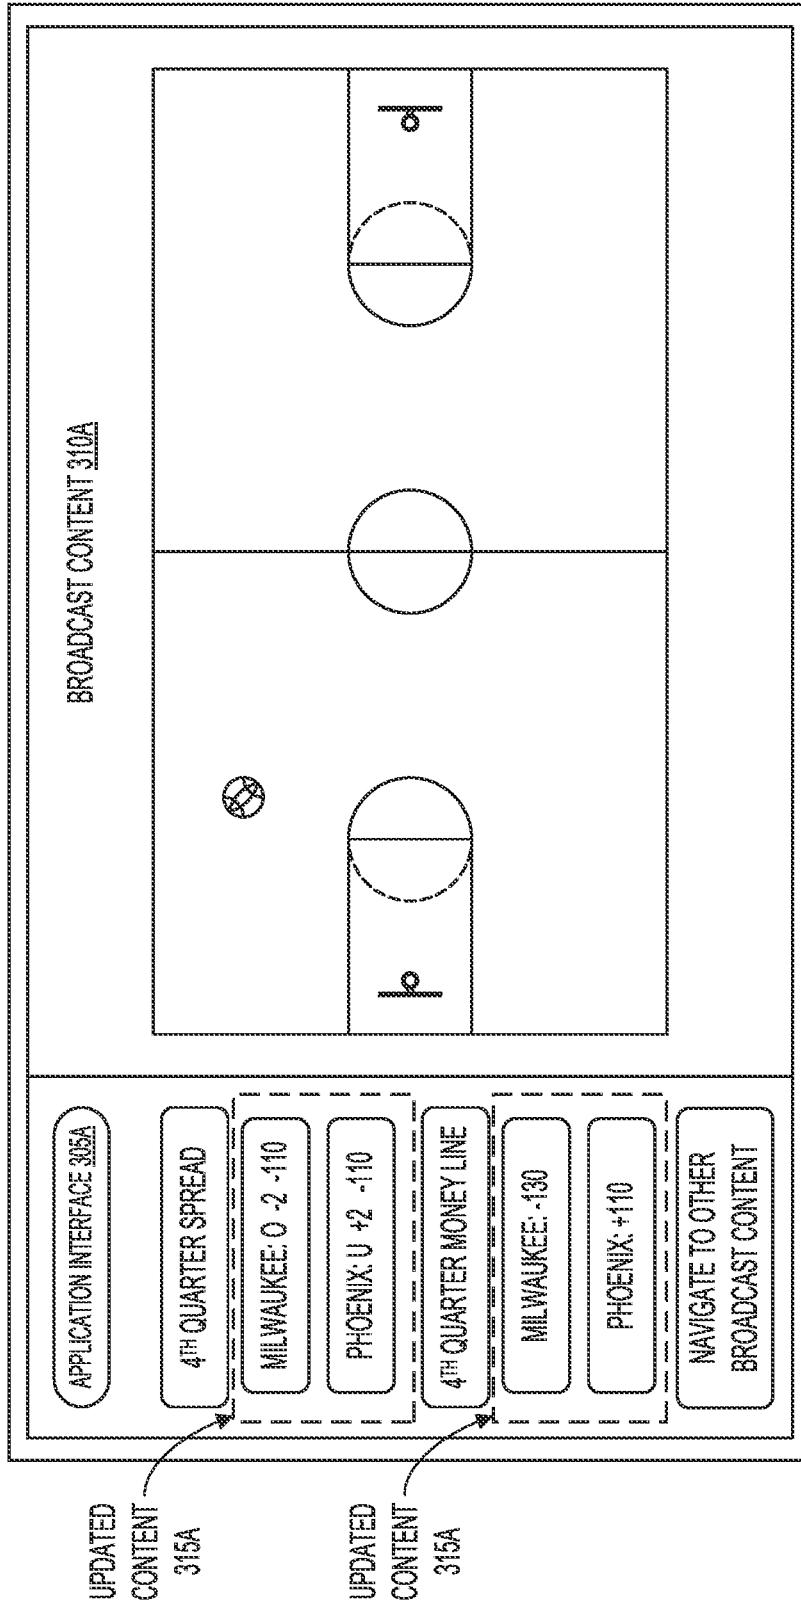 BROADCAST CONTENT 310A
APPLICATION INTERFACE 305A
4TH QUARTER SPREAD
MILWAUKEE: O -2 -110
PHOENIX: U +2 -110
4TH QUARTER MONEY LINE
MILWAUKEE: -130
PHOENIX: +110
NAVIGATE TO OTHER
BROADCAST CONTENT
UPDATED
CONTENT
315A
UPDATED
CONTENT
315A